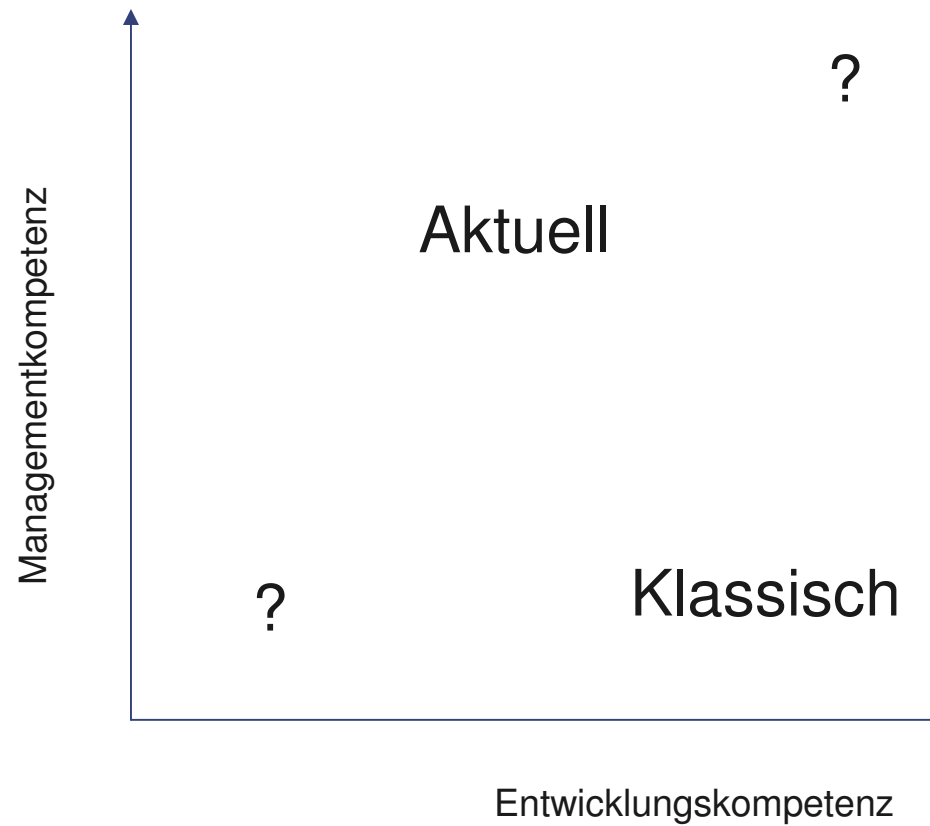 ?
Aktuell
Managementkompetenz
Klassisch
?
Entwicklungskompetenz